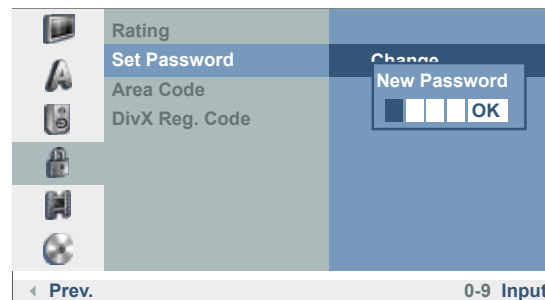 Rating
Set Password Change
New Password
Area Code
OK
DivX Reg. Code
Prev. 0-9 Input